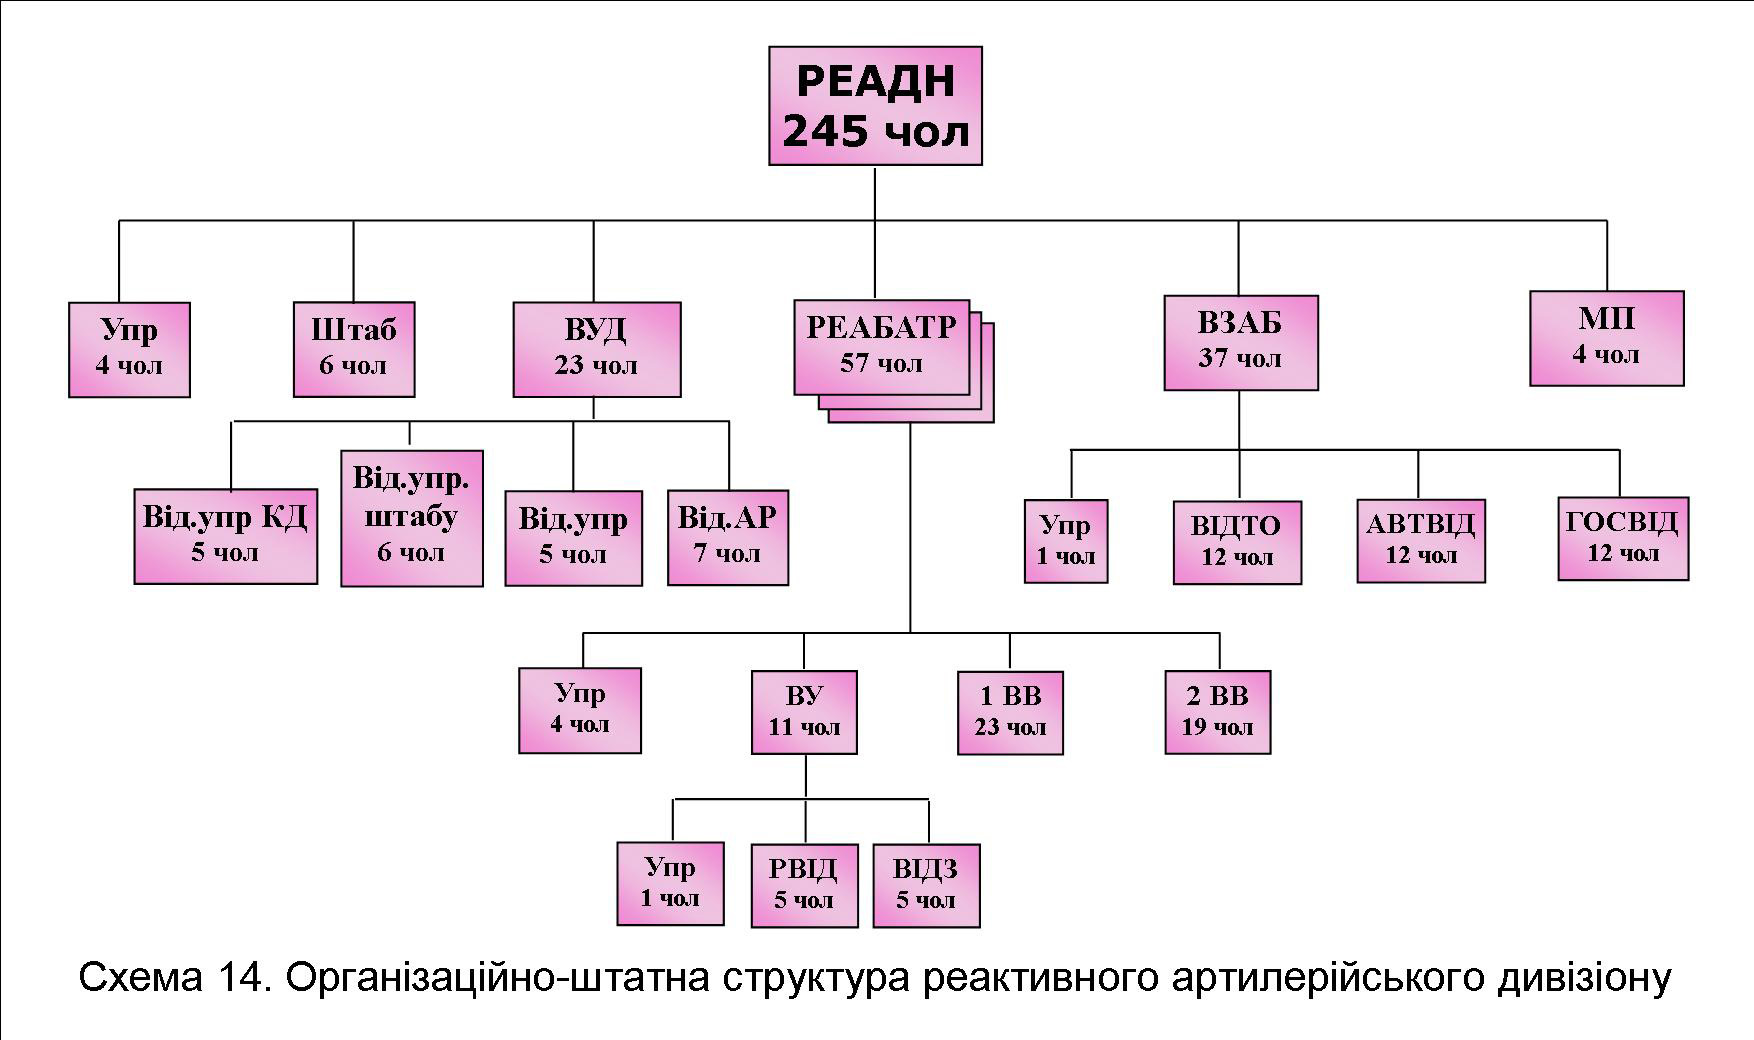 РЕАДН
245 чол
Упр
4 чол
Штаб
6 чол
ВУД
23 чол
РЕАБАТР
57 чол
ВЗАБ
37 чол
МП
4 чол
Від.упр КД
5 чол
Від.упр.
штабу
6 чол
Від.упр
5 чол
Від.АР
7 чол
Упр
1 чол
ВІДТО
12 чол
АВТВІД
12 чол
ГОСВІД
12 чол
Упр
4 чол
ВУ
11 чол
1 ВВ
23 чол
2 ВВ
19 чол
Упр
1 чол
РВІД
5 чол
ВІДЗ
5 чол
Схема 14. Організаційно-штатна структура реактивного артилерійського дивізіону